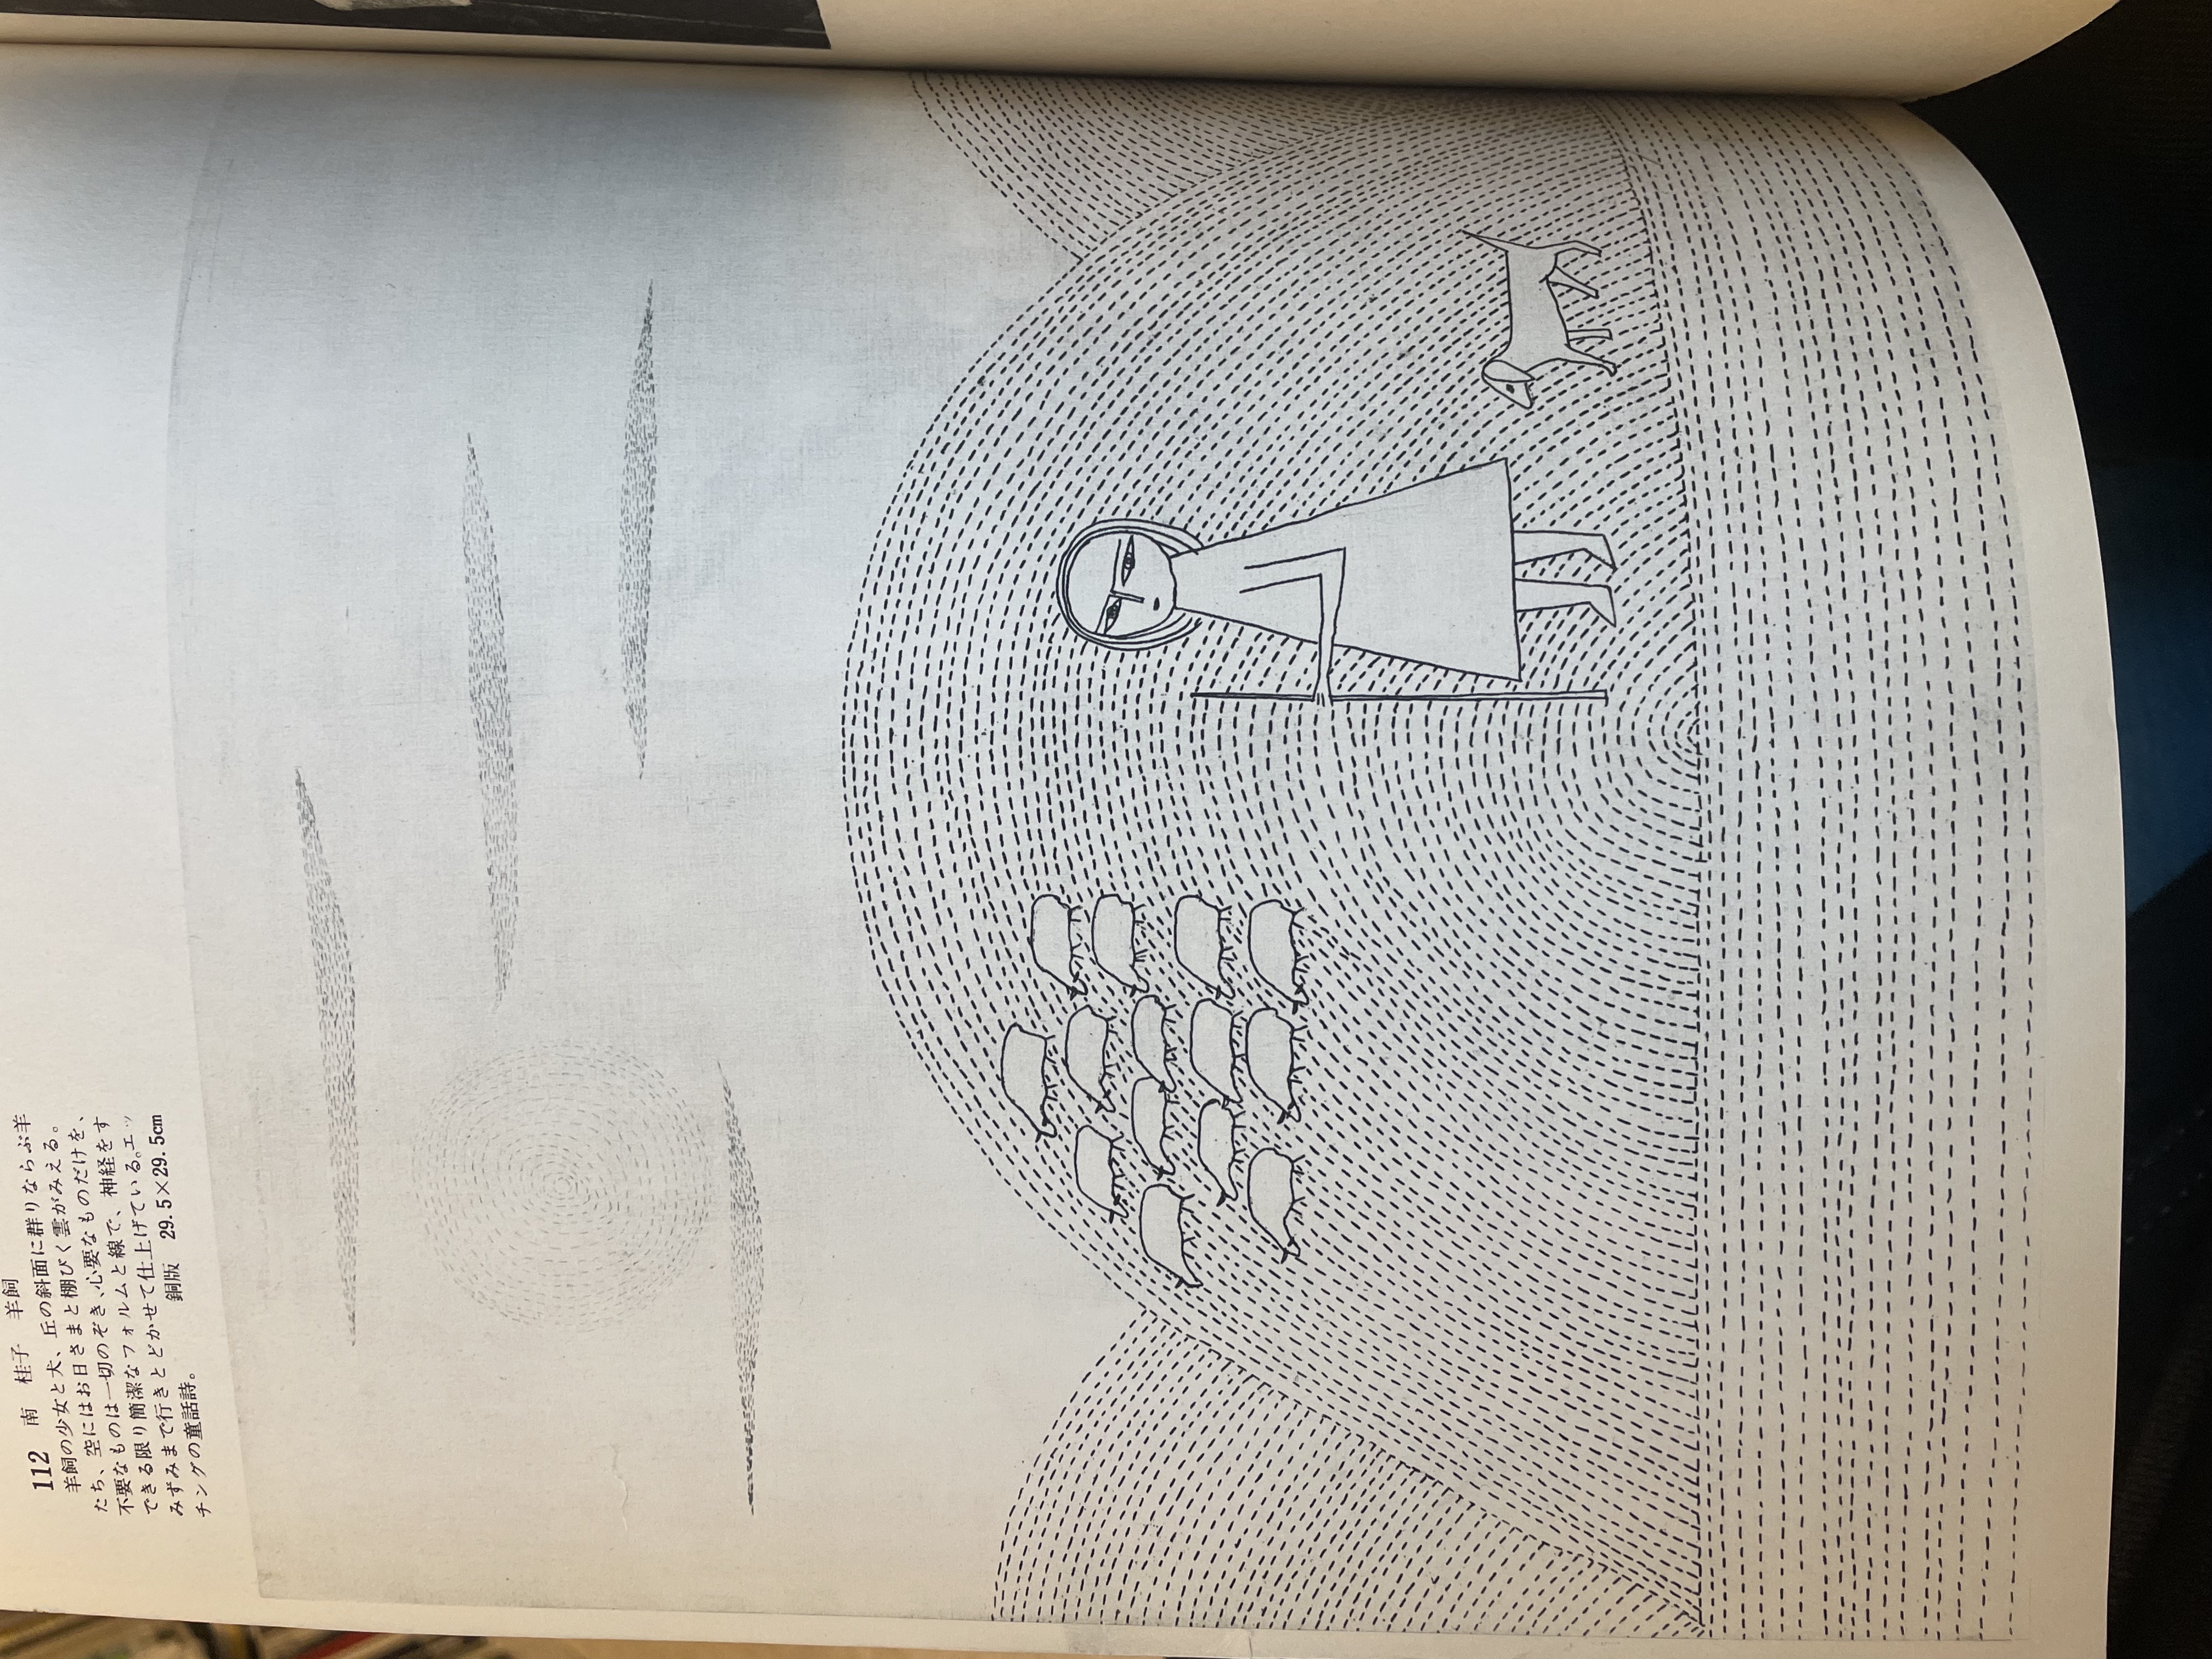 112 南 桂子 羊飼
羊飼の少女と犬、丘の斜面に群りならぶ羊
たち、空にはお日さまと棚びく雲がみえる。
不要なものは一切のぞき、心要なものだけを、
できる限り簡潔なフォルムと線で、神経をす
みずみまで行きとどかせて仕上げている。エッ
チングの童話詩。 銅版 29.5×29.5cm